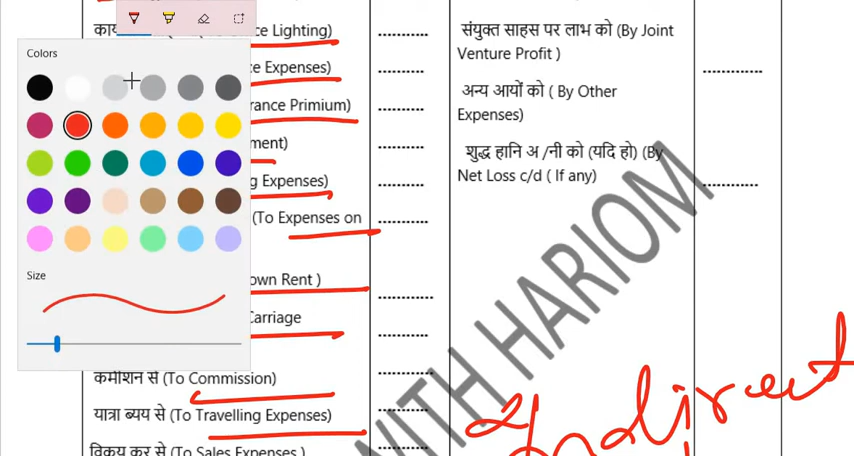 कार्य
ce Lighting)
e Expenses)
rance Primium)
ment)
g Expenses)
(To Expenses on
own Rent )
Carriage
कमीशन से (To Commission)
यात्रा ब्यय से (To Travelling Expenses)
विक्रय कर से (To Sales Expenses )
संयुक्त साहस पर लाभ को (By Joint
Venture Profit)
अन्य आयों को ( By Other
Expenses)
शुद्ध हानि अ /नी को (यदि हो) (By
Net Loss c/d ( If any)
Colors
Size
WITH HARIOM
Indirect